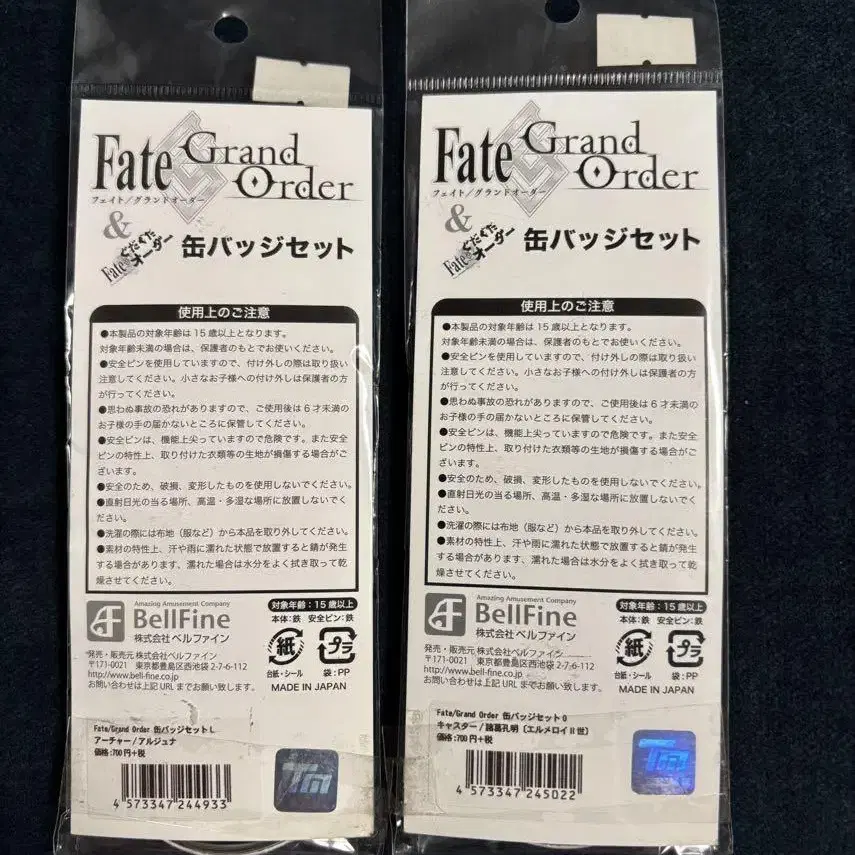 Fate Grand Order
フェイト/グランドオーダー
&
Fate ぐだぐだオーダー 缶バッジセット
使用上のご注意
●本製品の対象年齢は15歳以上となります。
対象年齢未満の場合は、保護者のもとでお使いください。
●安全ピンを使用していますので、付け外しの際は取り扱い
注意してください。小さなお子様への付け外しは保護者の方
が行ってください。
●思わぬ事故の恐れがありますので、ご使用後は6才未満の
お子様の手の届かないところに保管してください。
●安全ピンは、機能上尖っていますので危険です。また安全
ピンの特性上、取り付けた衣類等の生地が損傷する場合がご
ざいます。
●安全のため、破損、変形したものを使用しないでください。
●直射日光の当る場所、高温・多湿な場所に放置しないでく
ださい。
●洗濯の際には布地（服など）から本品を取り外してください。
●素材の特性上、汗や雨に濡れた状態で放置すると錆が発生
する場合があります、濡れた場合は水分をよく拭き取って乾
燥させてください。
Amazing Amusement Company
BellFine
株式会社ベルファイン
対象年齢：15歳以上
本体：鉄 安全ピン：鉄
紙 プラ
台紙・シール 袋：PP
発売・販売元 株式会社ベルファイン
〒171-0021 東京都豊島区西池袋2-7-6-112
http://www.bell-fine.co.jp
お問い合わせは上記URLまでお願い致します。
MADE IN JAPAN
Fate/Grand Order 缶バッジセットL
アーチャー/アルジュナ
価格:700円+税
4 573347 244933
Tm
Fate Grand Order
フェイト/グランドオーダー
&
Fate ぐだぐだオーダー 缶バッジセット
使用上のご注意
●本製品の対象年齢は15歳以上となります。
対象年齢未満の場合は、保護者のもとでお使いください。
●安全ピンを使用していますので、付け外しの際は取り扱い
注意してください。小さなお子様への付け外しは保護者の方
が行ってください。
●思わぬ事故の恐れがありますので、ご使用後は6才未満の
お子様の手の届かないところに保管してください。
●安全ピンは、機能上尖っていますので危険です。また安全
ピンの特性上、取り付けた衣類等の生地が損傷する場合がご
ざいます。
●安全のため、破損、変形したものを使用しないでください。
●直射日光の当る場所、高温・多湿な場所に放置しないでく
ださい。
●洗濯の際には布地（服など）から本品を取り外してください。
●素材の特性上、汗や雨に濡れた状態で放置すると錆が発生
する場合があります、濡れた場合は水分をよく拭き取って乾
燥させてください。
Amazing Amusement Company
BellFine
株式会社ベルファイン
対象年齢：15歳以上
本体：鉄 安全ピン：鉄
紙 プラ
台紙・シール 袋：PP
発売・販売元 株式会社ベルファイン
〒171-0021 東京都豊島区西池袋2-7-6-112
http://www.bell-fine.co.jp
お問い合わせは上記URLまでお願い致します。
MADE IN JAPAN
Fate/Grand Order 缶バッジセットO
キャスター/諸葛孔明〔エルメロイⅡ世〕
価格:700円+税
4 573347 245022
Tm